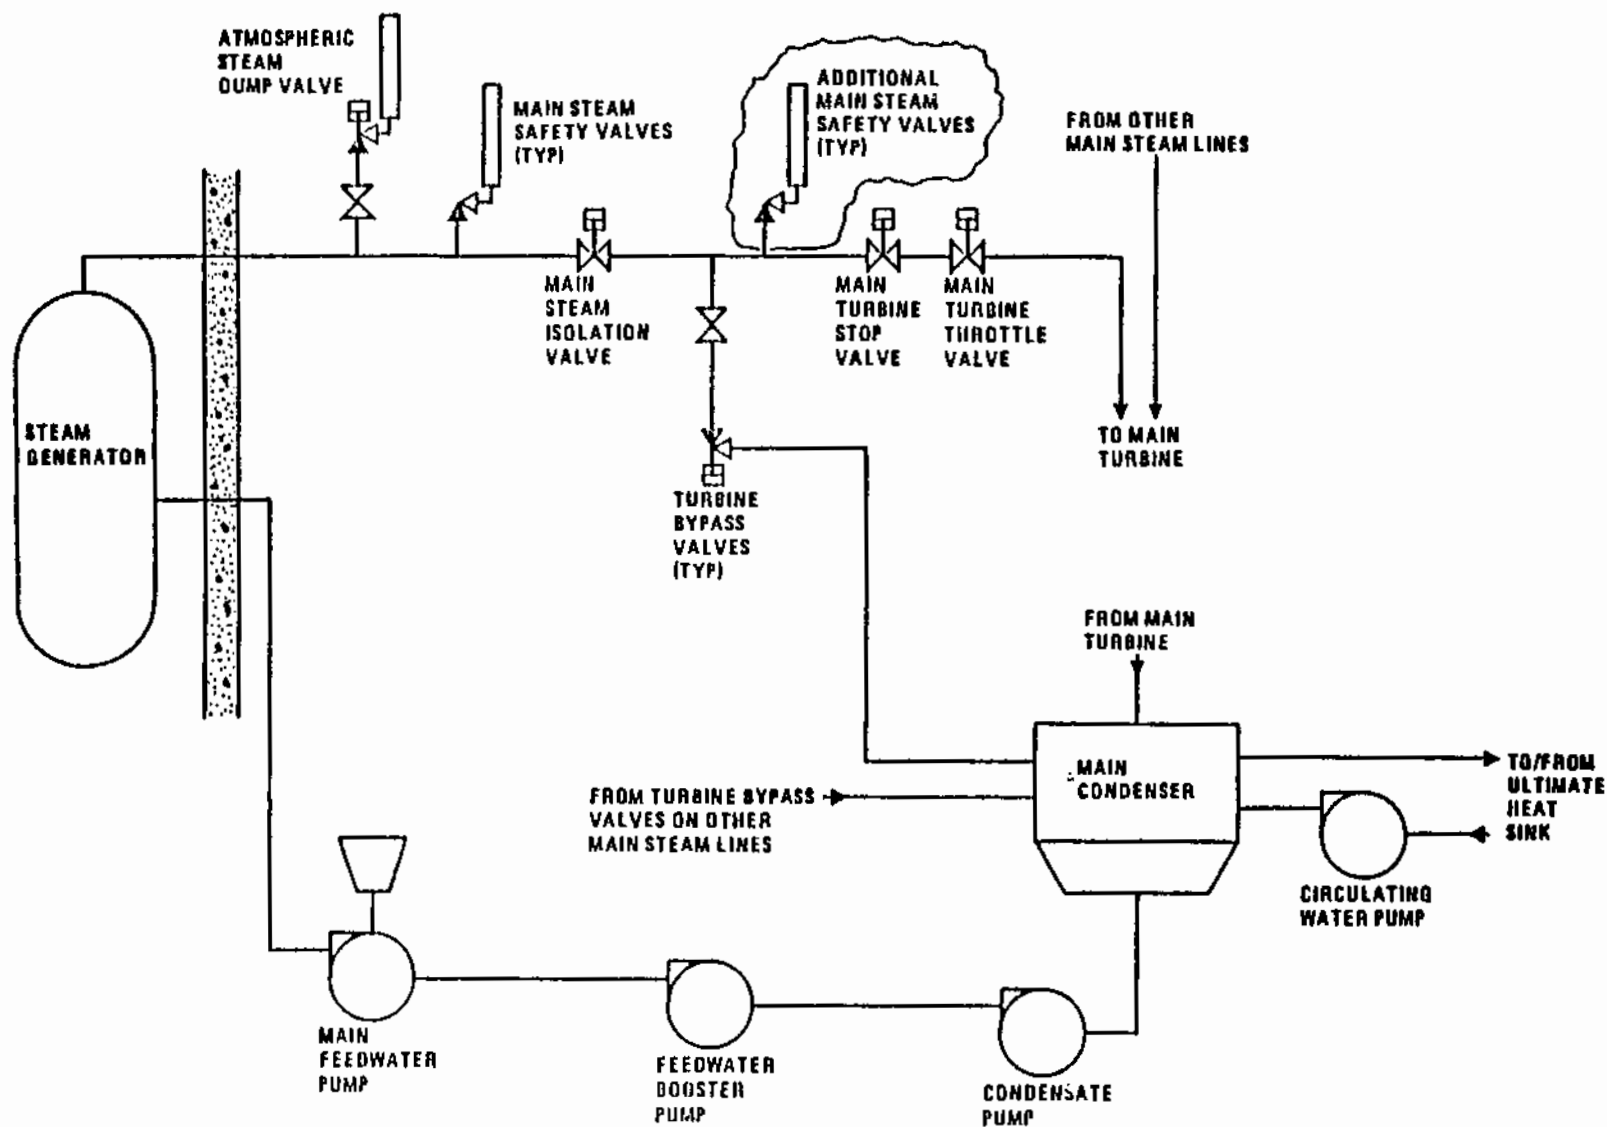 ATMOSPHERIC
STEAM
DUMP VALVE
MAIN STEAM
SAFETY VALVES
(TYP)
ADDITIONAL
MAIN STEAM
SAFETY VALVES
(TYP)
FROM OTHER
MAIN STEAM LINES
MAIN
STEAM
ISOLATION
VALVE
MAIN
TURBINE
STOP
VALVE
MAIN
TURBINE
THROTTLE
VALVE
TO MAIN
TURBINE
STEAM
GENERATOR
TURBINE
BYPASS
VALVES
(TYP)
FROM MAIN
TURBINE
MAIN
CONDENSER
TO/FROM
ULTIMATE
HEAT
SINK
FROM TURBINE BYPASS
VALVES ON OTHER
MAIN STEAM LINES
CIRCULATING
WATER PUMP
MAIN
FEEDWATER
PUMP
FEEDWATER
BOOSTER
PUMP
CONDENSATE
PUMP